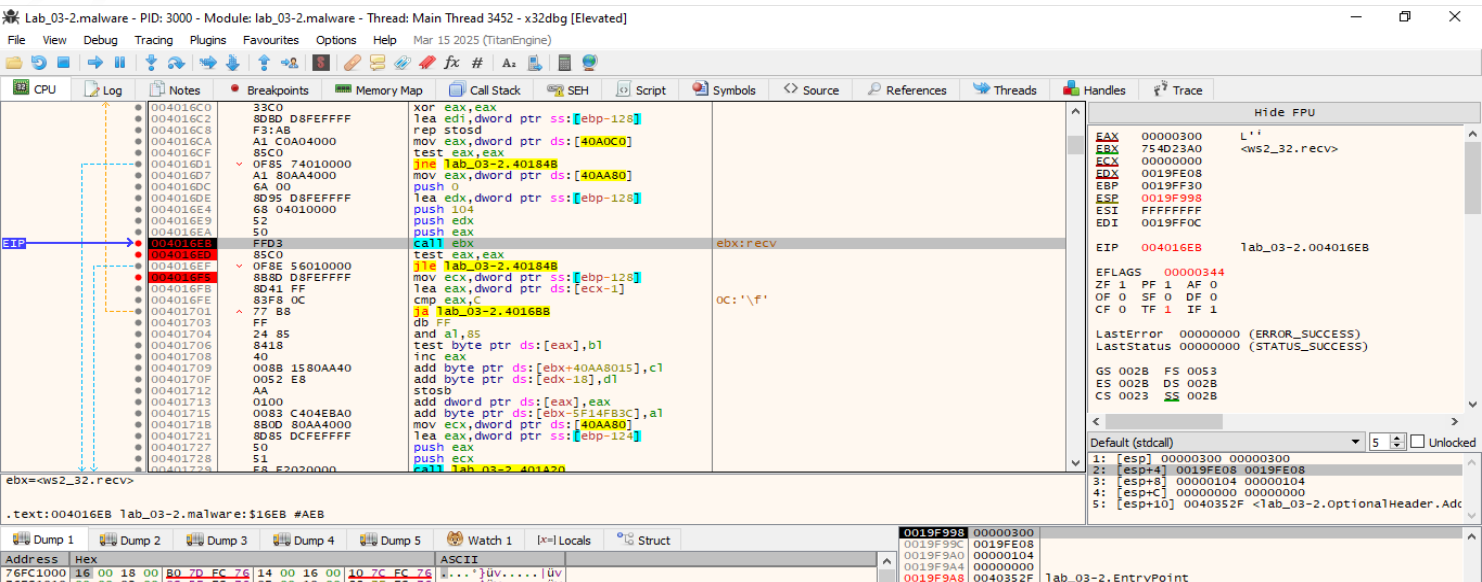 Lab_03-2.malware - PID: 3000 - Module: lab_03-2.malware - Thread: Main Thread 3452 - x32dbg [Elevated]
File View Debug Tracing Plugins Favourites Options Help Mar 15 2025 (TitanEngine)
CPU Log Notes Breakpoints Memory Map Call Stack SEH Script Symbols Source References Threads Handles Trace
004016C0 33C0 xor eax,eax
004016C2 8DBD D8FEFFFF lea edi,dword ptr ss:[ebp-128]
004016C8 F3:AB rep stosd
004016CA A1 C0A04000 mov eax,dword ptr ds:[40A0C0]
004016CF 85C0 test eax,eax
004016D1 0F85 74010000 jne lab_03-2.40184B
004016D7 A1 80AA4000 mov eax,dword ptr ds:[40AA80]
004016DC 6A 00 push 0
004016DE 8D95 D8FEFFFF lea edx,dword ptr ss:[ebp-128]
004016E4 68 04010000 push 104
004016E9 52 push edx
004016EA 50 push eax
EIP 004016EB FFD3 call ebx ebx:recv
004016ED 85C0 test eax,eax
004016EF 0F8E 56010000 jle lab_03-2.40184B
004016F5 8B8D D8FEFFFF mov ecx,dword ptr ss:[ebp-128]
004016FB 8D41 FF lea eax,dword ptr ds:[ecx-1]
004016FE 83F8 0C cmp eax,C 0C:'\f'
00401701 77 B8 ja lab_03-2.4016BB
00401703 FF db FF
00401704 24 85 and al,85
00401706 8418 test byte ptr ds:[eax],bl
00401708 40 inc eax
00401709 008B 1580AA40 add byte ptr ds:[ebx+40AA8015],cl
0040170F 0052 E8 add byte ptr ds:[edx-18],dl
00401712 AA stosb
00401713 0100 add dword ptr ds:[eax],eax
00401715 0083 C404EBA0 add byte ptr ds:[ebx-5F14FB3C],al
0040171B 8B0D 80AA4000 mov ecx,dword ptr ds:[40AA80]
00401721 8D85 DCFEFFFF lea eax,dword ptr ss:[ebp-124]
00401727 50 push eax
00401728 51 push ecx
00401729 E8 F2020000 call lab_03-2.401A20
Hide FPU
EAX 00000300 L'
EBX 754D23A0 <ws2_32.recv>
ECX 00000000
EDX 0019FE08
EBP 0019FF30
ESP 0019F998
ESI FFFFFFFF
EDI 0019FF0C
EIP 004016EB lab_03-2.004016EB
EFLAGS 00000344
ZF 1 PF 1 AF 0
OF 0 SF 0 DF 0
CF 0 TF 1 IF 1
LastError 00000000 (ERROR_SUCCESS)
LastStatus 00000000 (STATUS_SUCCESS)
GS 002B FS 0053
ES 002B DS 002B
CS 0023 SS 002B
Default (stdcall) 5 Unlocked
1: [esp] 00000300 00000300
2: [esp+4] 0019FE08 0019FE08
3: [esp+8] 00000104 00000104
4: [esp+C] 00000000 00000000
5: [esp+10] 0040352F <lab_03-2.OptionalHeader.Add
ebx=<ws2_32.recv>
.text:004016EB lab_03-2.malware:$16EB #AEB
Dump 1 Dump 2 Dump 3 Dump 4 Dump 5 Watch 1 [x=] Locals Struct
Address Hex ASCII
76FC1000 16 00 18 00 B0 7D FC 76 14 00 16 00 10 7C FC 76 ....°}üv.....|üv
0019F998 00000300
0019F99C 0019FE08
0019F9A0 00000104
0019F9A4 00000000
0019F9A8 0040352F lab_03-2.EntryPoint